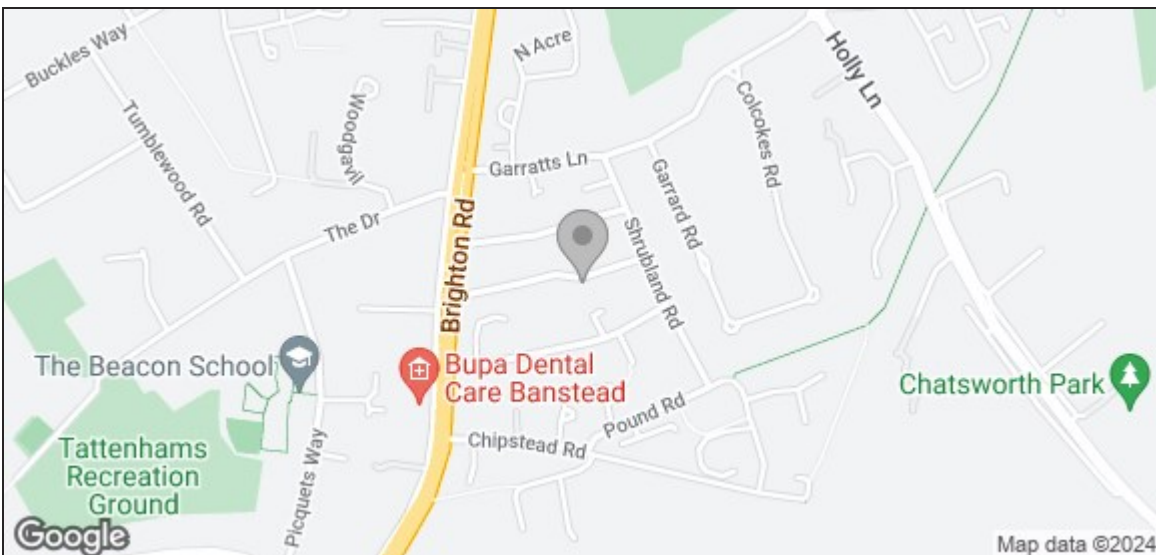 Buckles Way
Tumblewood Rd
Woodgavil
N Acre
Holly Ln
Garratts Ln
Colcokes Rd
Garrard Rd
The Dr
Brighton Rd
Shrubland Rd
The Beacon School
Bupa Dental
Care Banstead
Chatsworth Park
Pound Rd
Chipstead Rd
Tattenhams
Recreation
Ground
Picquets Way
Google
Map data ©2024